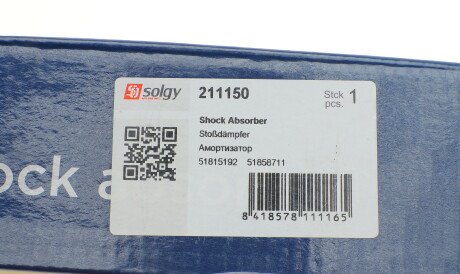 solgy 211150 Stck 1
pcs.
Shock Absorber
Stoßdämpfer
Амортизатор
51815192 51858711
ock a
8 418578 111165